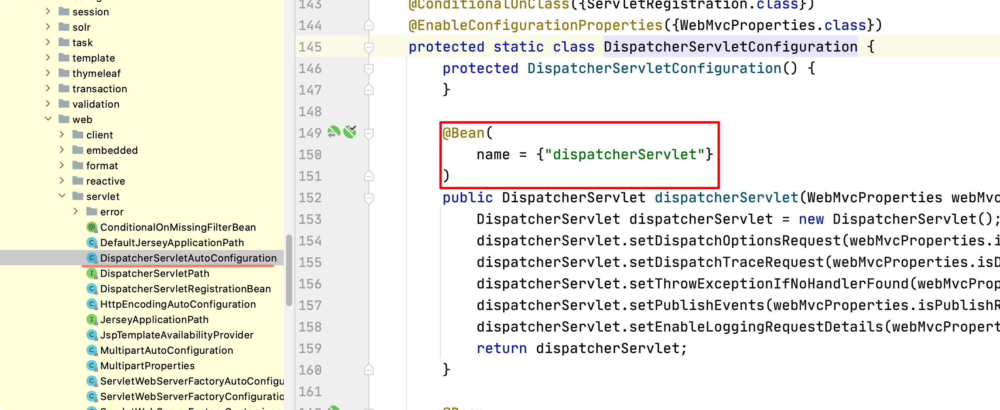 session
solr
task
template
thymeleaf
transaction
validation
web
client
embedded
format
reactive
servlet
error
ConditionalOnMissingFilterBean
DefaultJerseyApplicationPath
DispatcherServletAutoConfiguration
DispatcherServletPath
DispatcherServletRegistrationBean
HttpEncodingAutoConfiguration
JerseyApplicationPath
JspTemplateAvailabilityProvider
MultipartAutoConfiguration
MultipartProperties
ServletWebServerFactoryAutoConfigu
ServletWebServerFactoryConfiguratio
143 @ConditionalOnClass({ServletRegistration.class})
144 @EnableConfigurationProperties({WebMvcProperties.class})
145 protected static class DispatcherServletConfiguration {
146 protected DispatcherServletConfiguration() {
147 }
148
149 @Bean(
150 name = {"dispatcherServlet"}
151 )
152 public DispatcherServlet dispatcherServlet(WebMvcProperties webMvc
153 DispatcherServlet dispatcherServlet = new DispatcherServlet();
154 dispatcherServlet.setDispatchOptionsRequest(webMvcProperties.i
155 dispatcherServlet.setDispatchTraceRequest(webMvcProperties.isD
156 dispatcherServlet.setThrowExceptionIfNoHandlerFound(webMvcProp
157 dispatcherServlet.setPublishEvents(webMvcProperties.isPublishR
158 dispatcherServlet.setEnableLoggingRequestDetails(webMvcPropert
159 return dispatcherServlet;
160 }
161